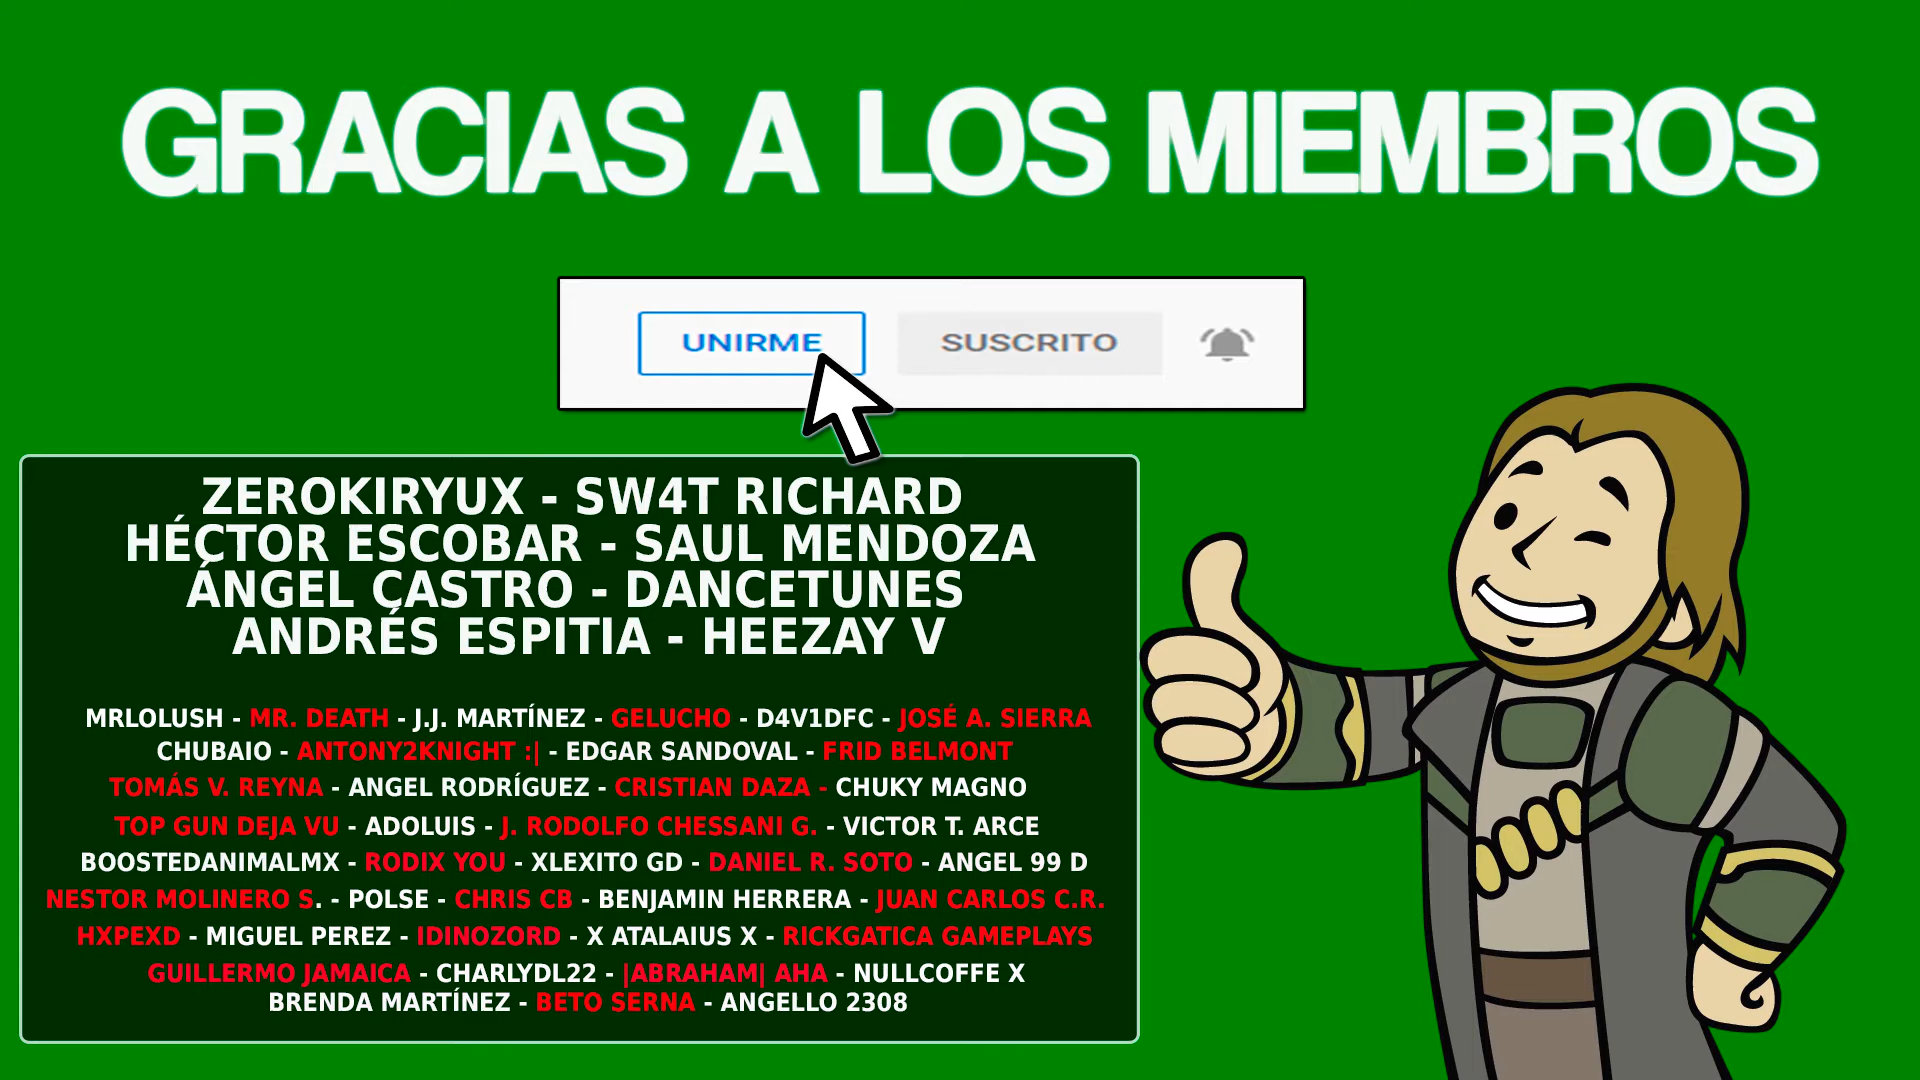 GRACIAS A LOS MIEMBROS
UNIRME SUSCRITO
ZEROKIRYUX - SW4T RICHARD
HÉCTOR ESCOBAR - SAUL MENDOZA
ÁNGEL CASTRO - DANCETUNES
ANDRÉS ESPITIA - HEEZAY V
MRLOLUSH - MR. DEATH - J.J. MARTÍNEZ - GELUCHO - D4V1DFC - JOSÉ A. SIERRA
CHUBAIO - ANTONY2KNIGHT :| - EDGAR SANDOVAL - FRID BELMONT
TOMÁS V. REYNA - ANGEL RODRÍGUEZ - CRISTIAN DAZA - CHUKY MAGNO
TOP GUN DEJA VU - ADOLUIS - J. RODOLFO CHESSANI G. - VICTOR T. ARCE
BOOSTEDANIMALMX - RODIX YOU - XLEXITO GD - DANIEL R. SOTO - ANGEL 99 D
NESTOR MOLINERO S. - POLSE - CHRIS CB - BENJAMIN HERRERA - JUAN CARLOS C.R.
HXPEXD - MIGUEL PEREZ - IDINOZORD - X ATALAIUS X - RICKGATICA GAMEPLAYS
GUILLERMO JAMAICA - CHARLYDL22 - |ABRAHAM| AHA - NULLCOFFE X
BRENDA MARTÍNEZ - BETO SERNA - ANGELLO 2308